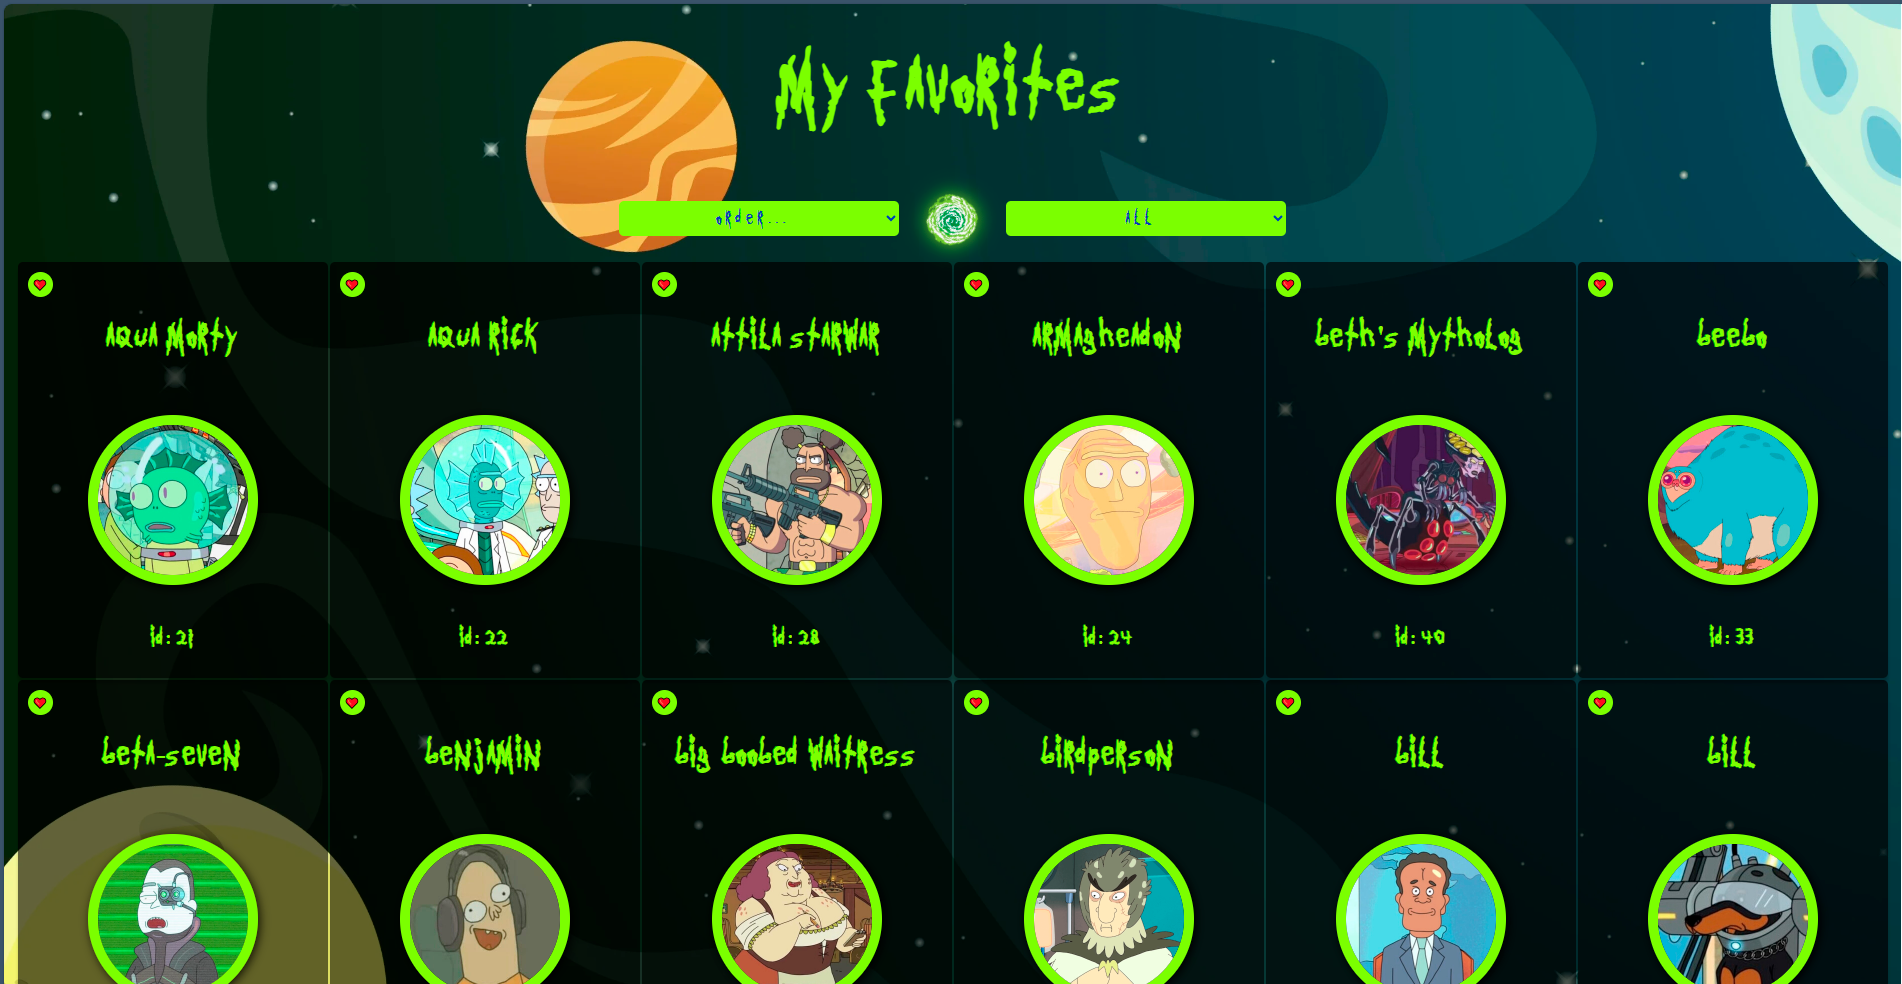 My Favorites
order...
All
Aqua Morty
Aqua Rick
Attila Starwar
Armagheadon
Beth's Mytholog
Beebo
id: 21
id: 22
id: 28
id: 24
id: 40
id: 33
Beta-Seven
Benjamin
Big Boobed Waitress
Birdperson
Bill
Bill